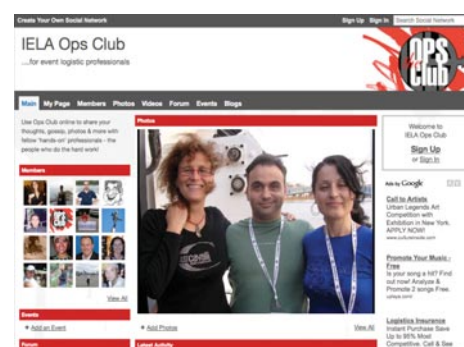 Create Your Own Social Network
Sign Up Sign In Search Social Network
IELA Ops Club
....for event logistic professionals
OPS
Club
Main My Page Members Photos Videos Forum Events Blogs
Use Ops Club online to share your
thoughts, gossip, photos & more with
fellow 'hands-on' professionals - the
people who do the hard work!
Members
View All
Events
+ Add an Event
Forum
Photos
+ Add Photos
View All
Latest Activity
Welcome to
IELA Ops Club
Sign Up
or Sign In
Ads by Google
Call to Artists
Urban Legends Art
Competition with
Exhibition in New York.
APPLY NOW!
Promote Your Music -
Free
Is your song a hit? Find
out now! Analyze &
Promote 2 songs Free.
Logistics Insurance
Instant Purchase Save
Up to 95% Most
Competitive. Call & See